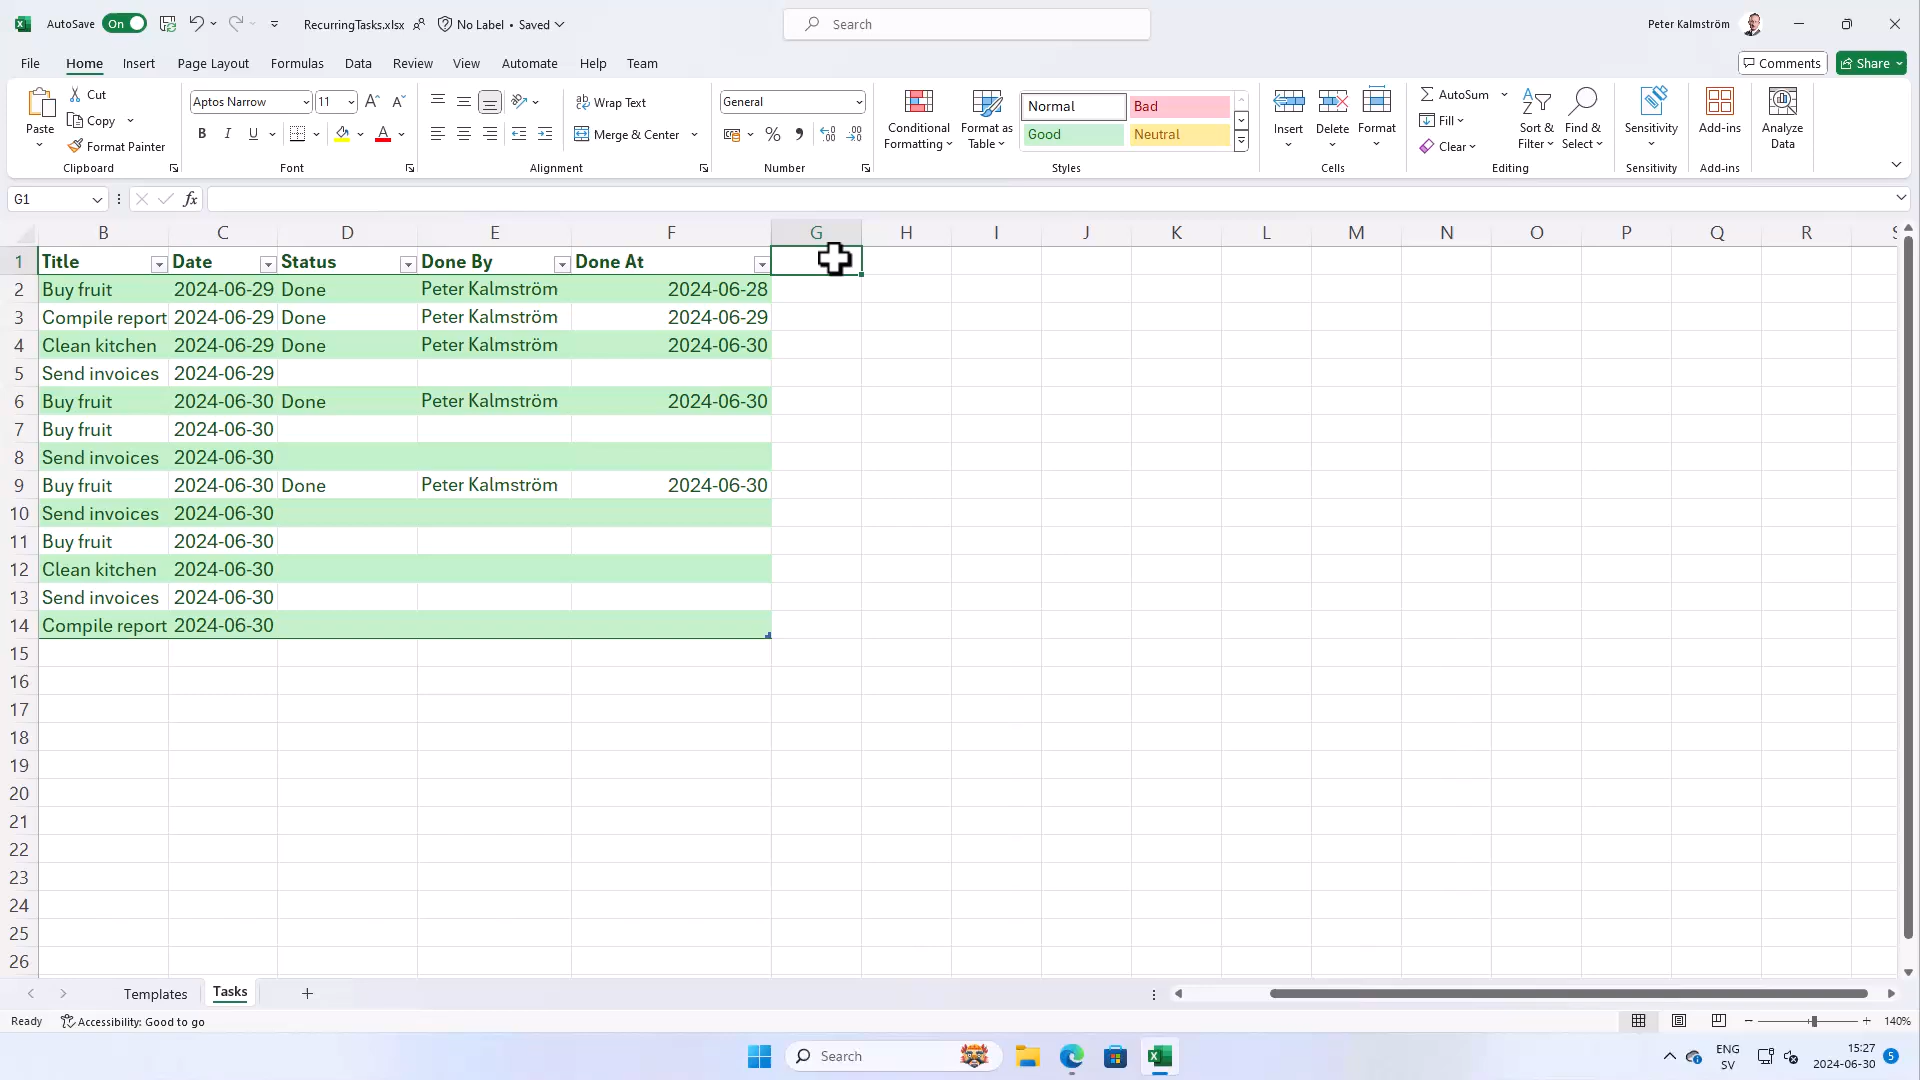 AutoSave On RecurringTasks.xlsx No Label • Saved Search Peter Kalmström
File Home Insert Page Layout Formulas Data Review View Automate Help Team Comments Share
Paste Cut Copy Format Painter Clipboard
Aptos Narrow 11 B I U A Font
Wrap Text Merge & Center Alignment
General % Number
Conditional Formatting Format as Table Normal Bad Good Neutral Styles
Insert Delete Format Cells
AutoSum Fill Clear Sort & Filter Find & Select Editing
Sensitivity Sensitivity Add-ins Add-ins Analyze Data
G1 fx
B C D E F G H I J K L M N O P Q R
1 Title Date Status Done By Done At
2 Buy fruit 2024-06-29 Done Peter Kalmström 2024-06-28
3 Compile report 2024-06-29 Done Peter Kalmström 2024-06-29
4 Clean kitchen 2024-06-29 Done Peter Kalmström 2024-06-30
5 Send invoices 2024-06-29
6 Buy fruit 2024-06-30 Done Peter Kalmström 2024-06-30
7 Buy fruit 2024-06-30
8 Send invoices 2024-06-30
9 Buy fruit 2024-06-30 Done Peter Kalmström 2024-06-30
10 Send invoices 2024-06-30
11 Buy fruit 2024-06-30
12 Clean kitchen 2024-06-30
13 Send invoices 2024-06-30
14 Compile report 2024-06-30
15
16
17
18
19
20
21
22
23
24
25
26
Templates Tasks
Ready Accessibility: Good to go 140%
Search ENG SV 15:27 2024-06-30 5